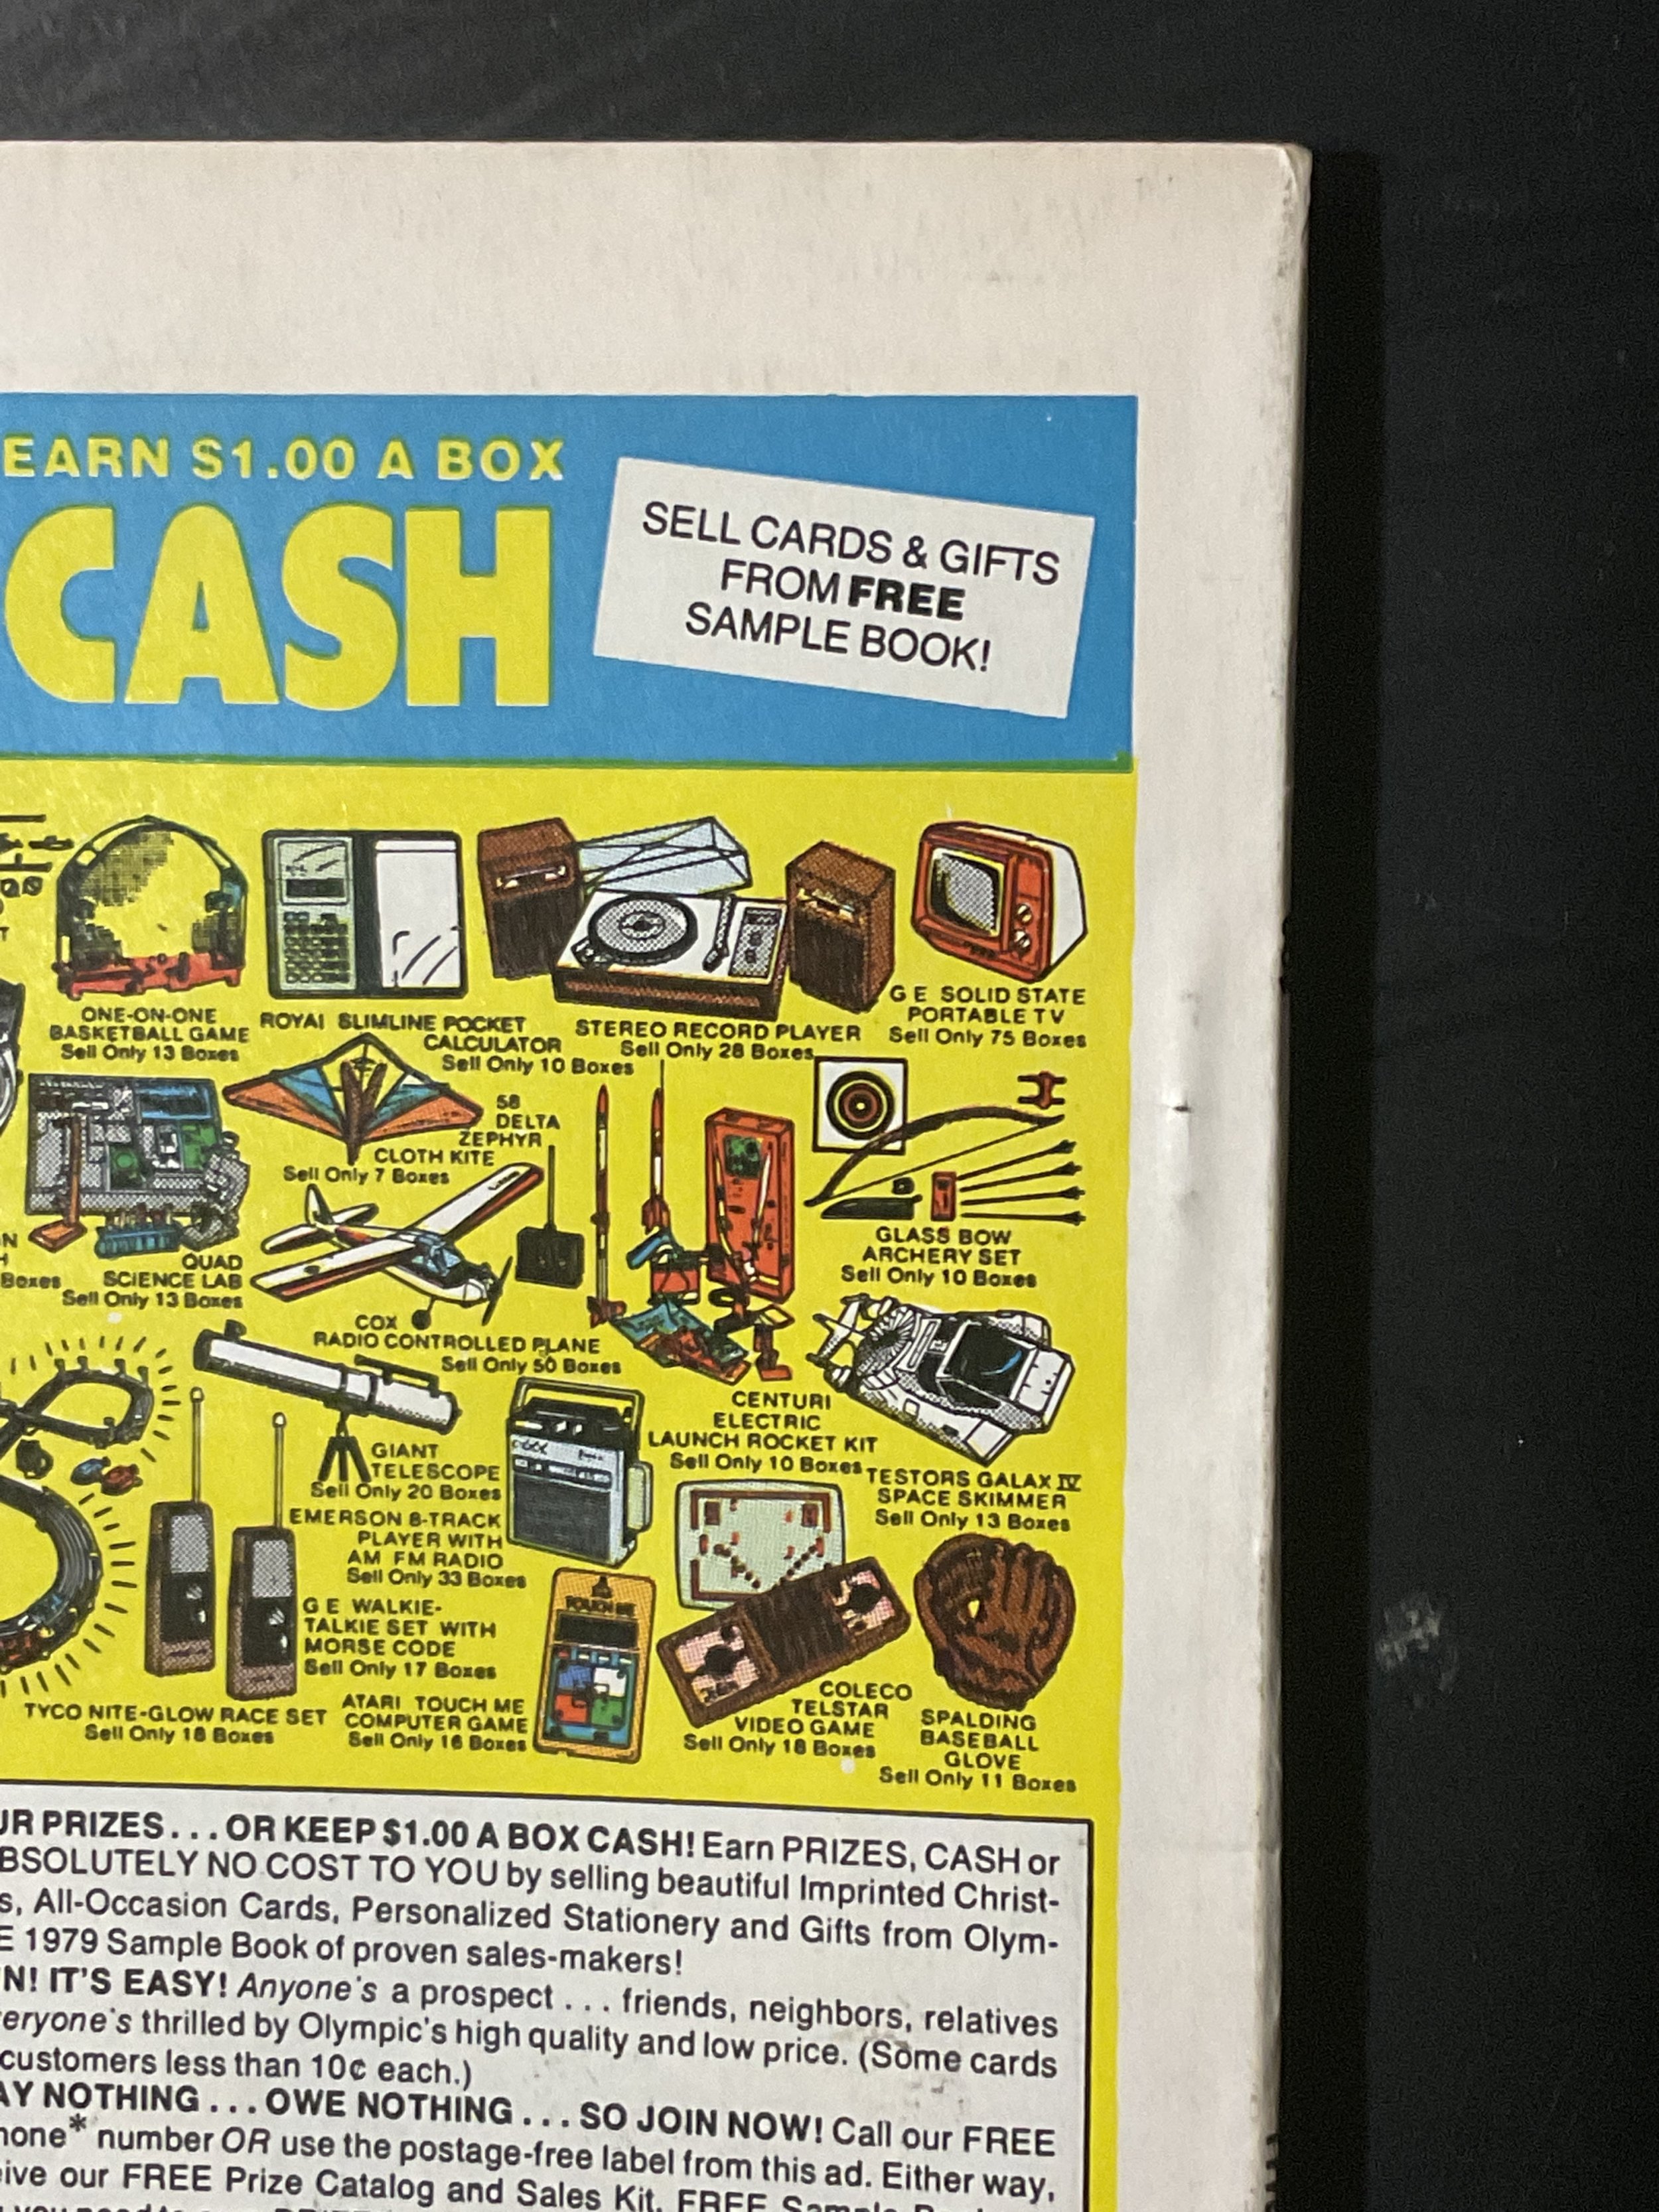 EARN $1.00 A BOX
CASH
SELL CARDS & GIFTS
FROM FREE
SAMPLE BOOK!
ONE-ON-ONE
BASKETBALL GAME
Sell Only 13 Boxes
ROYAL SLIMLINE POCKET
CALCULATOR
Sell Only 10 Boxes
STEREO RECORD PLAYER
Sell Only 28 Boxes
G E SOLID STATE
PORTABLE TV
Sell Only 75 Boxes
58
DELTA
ZEPHYR
CLOTH KITE
Sell Only 7 Boxes
Boxes
QUAD
SCIENCE LAB
Sell Only 13 Boxes
COX
RADIO CONTROLLED PLANE
Sell Only 50 Boxes
GLASS BOW
ARCHERY SET
Sell Only 10 Boxes
CENTURI
ELECTRIC
LAUNCH ROCKET KIT
Sell Only 10 Boxes
TESTORS GALAX IV
SPACE SKIMMER
Sell Only 13 Boxes
GIANT
TELESCOPE
Sell Only 20 Boxes
EMERSON 8-TRACK
PLAYER WITH
AM FM RADIO
Sell Only 33 Boxes
G E WALKIE-
TALKIE SET WITH
MORSE CODE
Sell Only 17 Boxes
TYCO NITE-GLOW RACE SET
Sell Only 18 Boxes
TOUCH ME
ATARI TOUCH ME
COMPUTER GAME
Sell Only 16 Boxes
COLECO
TELSTAR
VIDEO GAME
Sell Only 18 Boxes
SPALDING
BASEBALL
GLOVE
Sell Only 11 Boxes
UR PRIZES... OR KEEP $1.00 A BOX CASH! Earn PRIZES, CASH or
BSOLUTELY NO COST TO YOU by selling beautiful Imprinted Christ-
s, All-Occasion Cards, Personalized Stationery and Gifts from Olym-
E 1979 Sample Book of proven sales-makers!
N! IT'S EASY! Anyone's a prospect ... friends, neighbors, relatives
eryone's thrilled by Olympic's high quality and low price. (Some cards
customers less than 10¢ each.)
AY NOTHING ... OWE NOTHING ... SO JOIN NOW! Call our FREE
hone* number OR use the postage-free label from this ad. Either way,
ive our FREE Prize Catalog and Sales Kit, FREE Sample